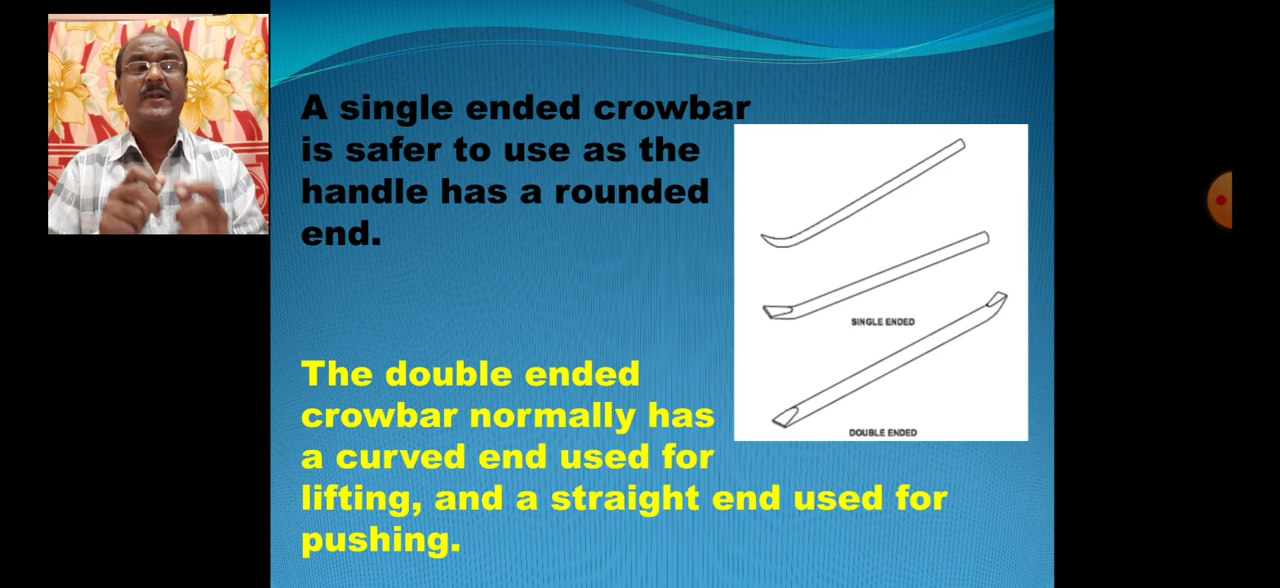 A single ended crowbar
is safer to use as the
handle has a rounded
end.
SINGLE ENDED
DOUBLE ENDED
The double ended
crowbar normally has
a curved end used for
lifting, and a straight end used for
pushing.